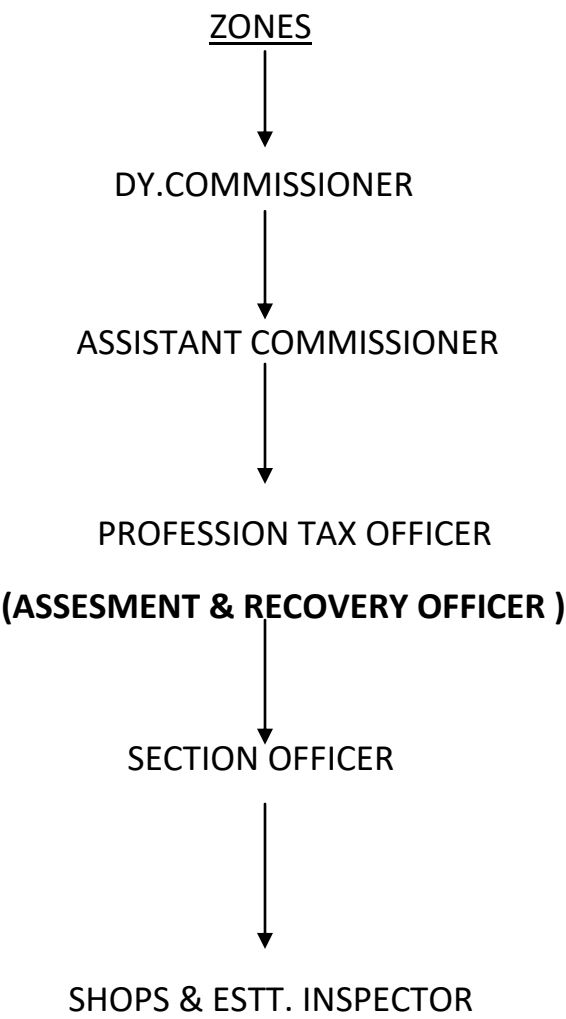 ZONES
DY.COMMISSIONER
ASSISTANT COMMISSIONER
PROFESSION TAX OFFICER
(ASSESMENT & RECOVERY OFFICER )
SECTION OFFICER
SHOPS & ESTT. INSPECTOR